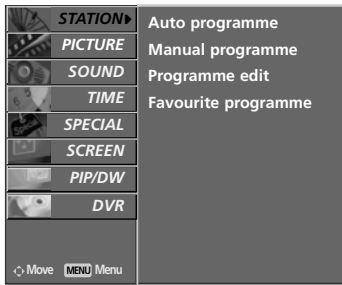 STATION
PICTURE
SOUND
TIME
SPECIAL
SCREEN
PIP/DW
DVR
Move MENU Menu
Auto programme
Manual programme
Programme edit
Favourite programme